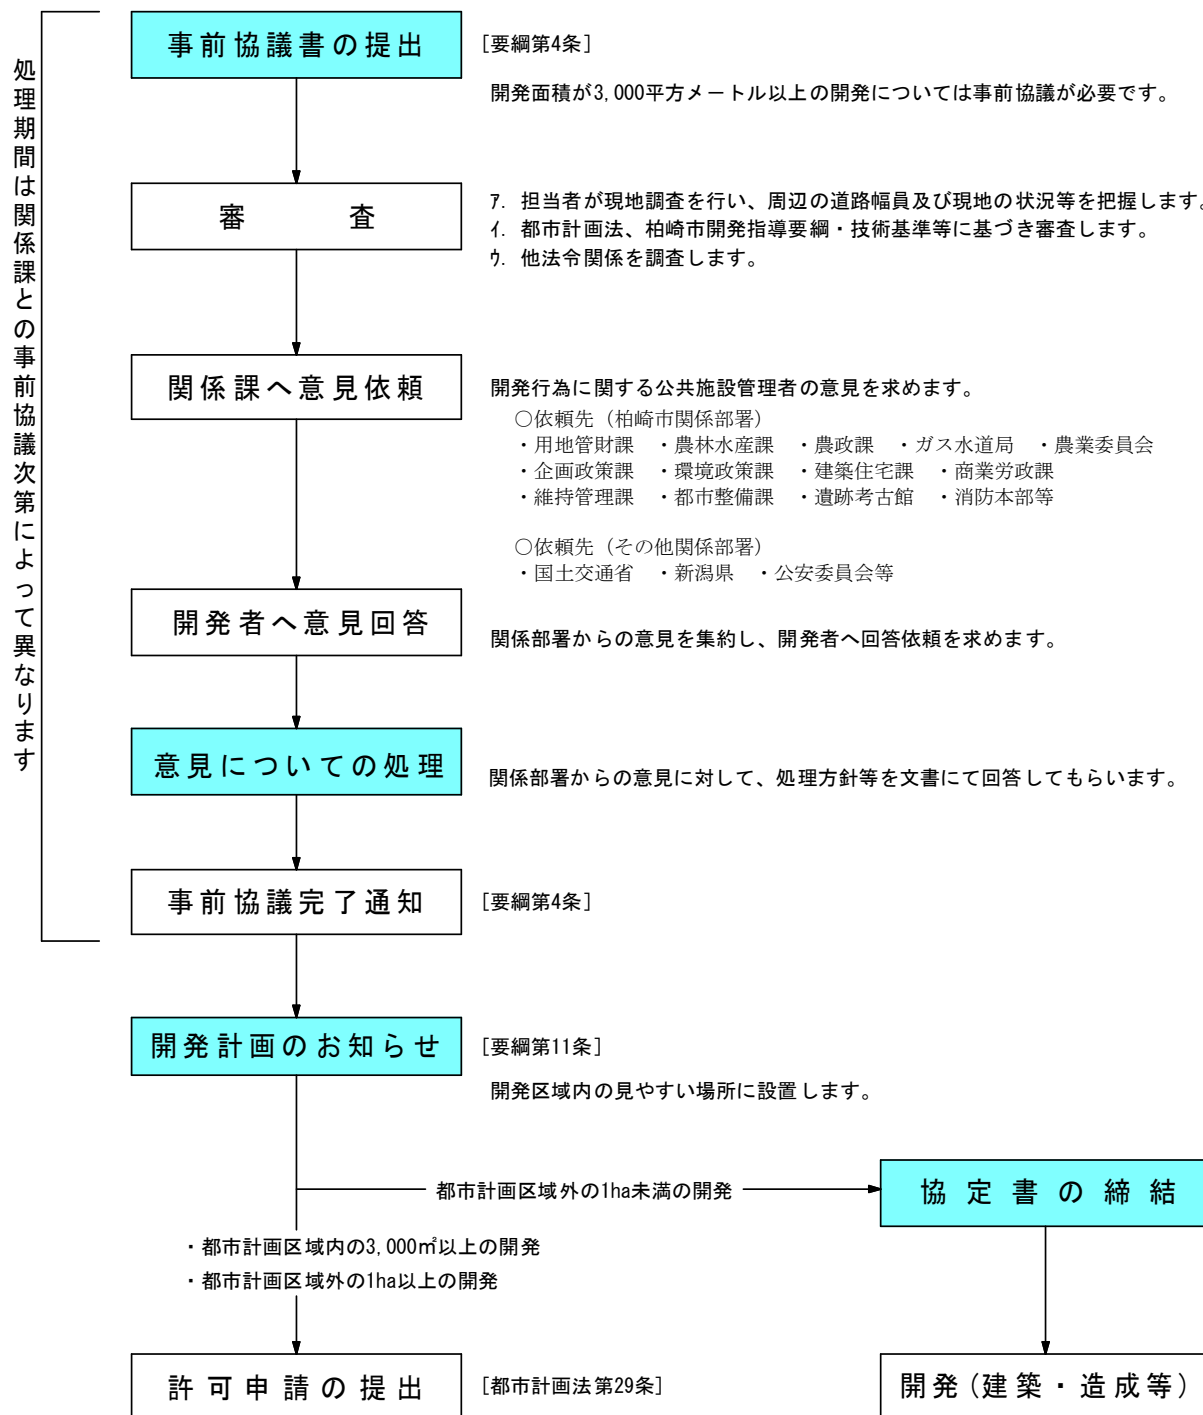 処理期間は関係課との事前協議次第によって異なります
事前協議書の提出
[要綱第4条]
開発面積が3,000平方メートル以上の開発については事前協議が必要です。
審　　査
ｱ. 担当者が現地調査を行い、周辺の道路幅員及び現地の状況等を把握します。
ｲ. 都市計画法、柏崎市開発指導要綱・技術基準等に基づき審査します。
ｳ. 他法令関係を調査します。
関係課へ意見依頼
開発行為に関する公共施設管理者の意見を求めます。
○依頼先（柏崎市関係部署）
・用地管財課　・農林水産課　・農政課　・ガス水道局　・農業委員会
・企画政策課　・環境政策課　・建築住宅課　・商業労政課
・維持管理課　・都市整備課　・遺跡考古館　・消防本部等
○依頼先（その他関係部署）
・国土交通省　・新潟県　・公安委員会等
開発者へ意見回答
関係部署からの意見を集約し、開発者へ回答依頼を求めます。
意見についての処理
関係部署からの意見に対して、処理方針等を文書にて回答してもらいます。
事前協議完了通知
[要綱第4条]
開発計画のお知らせ
[要綱第11条]
開発区域内の見やすい場所に設置します。
都市計画区域外の1ha未満の開発
協定書の締結
・都市計画区域内の3,000㎡以上の開発
・都市計画区域外の1ha以上の開発
許可申請の提出
[都市計画法第29条]
開発(建築・造成等)